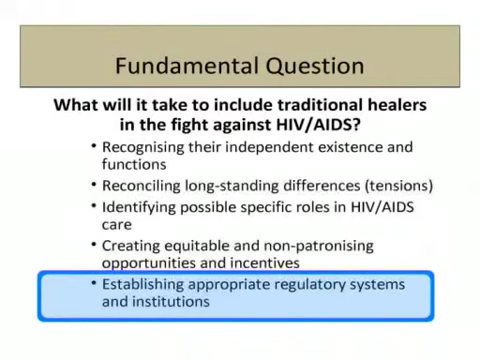 Fundamental Question
What will it take to include traditional healers
in the fight against HIV/AIDS?
• Recognising their independent existence and
functions
• Reconciling long-standing differences (tensions)
• Identifying possible specific roles in HIV/AIDS
care
• Creating equitable and non-patronising
opportunities and incentives
• Establishing appropriate regulatory systems
and institutions